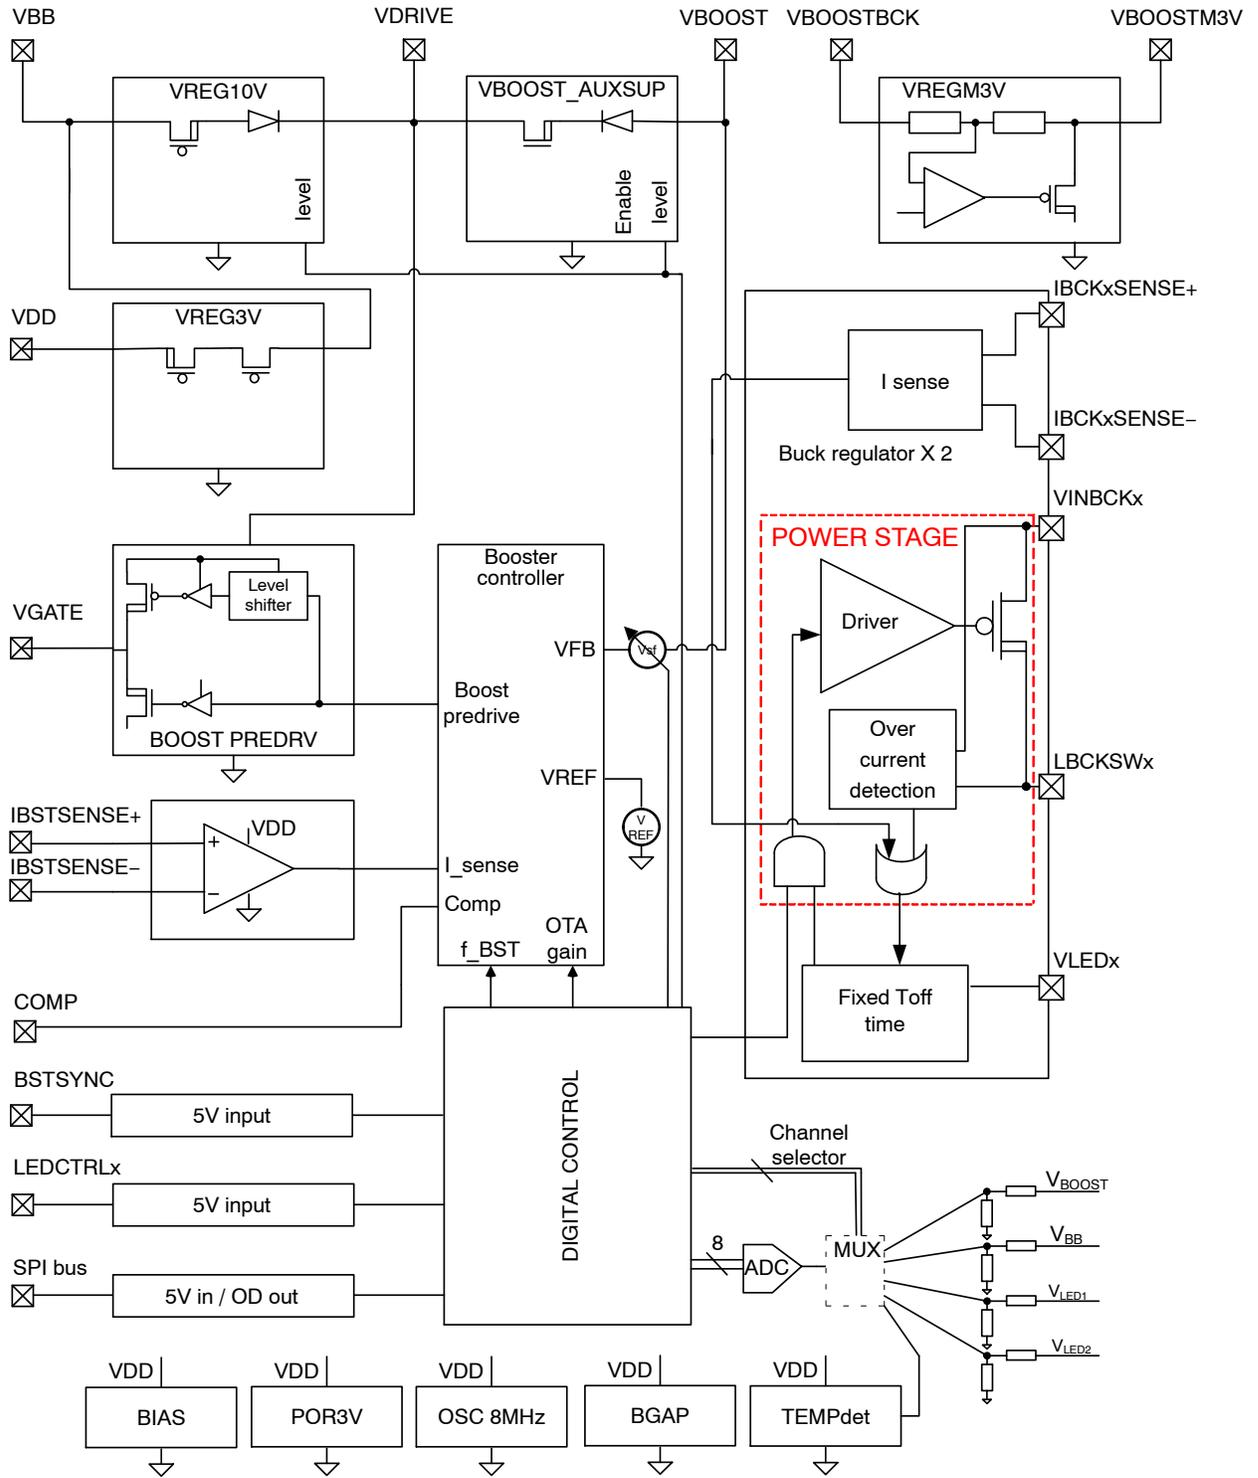 VBB
VDRIVE
VBOOST
VBOOSTBCK
VBOOSTM3V
VREG10V
level
VBOOST_AUXSUP
Enable
level
VREGM3V
VDD
VREG3V
IBCKxSENSE+
I sense
IBCKxSENSE−
Buck regulator X 2
VINBCKx
POWER STAGE
Driver
Over
current
detection
LBCKSWx
Fixed Toff
time
VLEDx
VGATE
Level
shifter
BOOST PREDRV
Booster
controller
VFB
Vsf
Boost
predrive
VREF
V
REF
I_sense
Comp
f_BST
OTA
gain
IBSTSENSE+
IBSTSENSE−
VDD
+
−
COMP
BSTSYNC
5V input
LEDCTRLx
5V input
SPI bus
5V in / OD out
DIGITAL CONTROL
Channel
selector
8
ADC
MUX
VBOOST
VBB
VLED1
VLED2
VDD
BIAS
VDD
POR3V
VDD
OSC 8MHz
VDD
BGAP
VDD
TEMPdet